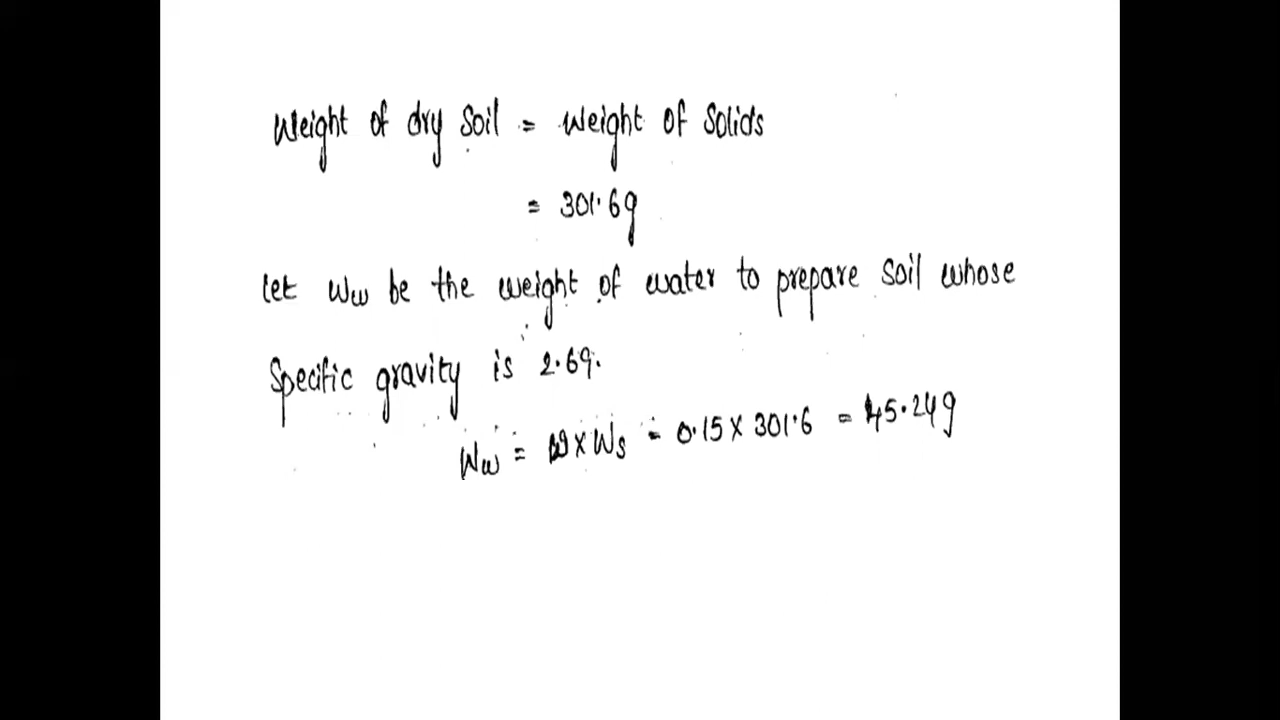 Weight of dry soil = Weight of solids
= 301.6g
Let Ww be the weight of water to prepare soil whose
Specific gravity is 2.69.
Ww = ω x Ws = 0.15 x 301.6 = 45.24g